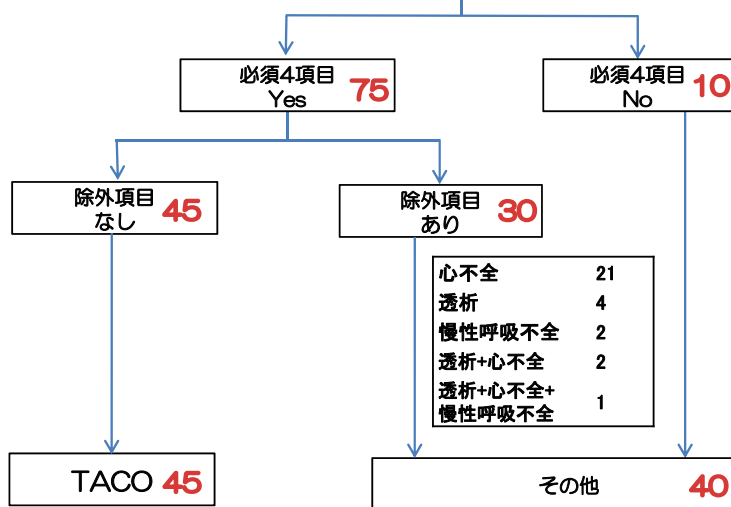 必須4項目
Yes
75
必須4項目
No
10
除外項目
なし
45
除外項目
あり
30
心不全 21
透析 4
慢性呼吸不全 2
透析+心不全 2
透析+心不全+
慢性呼吸不全 1
TACO 45
その他 40